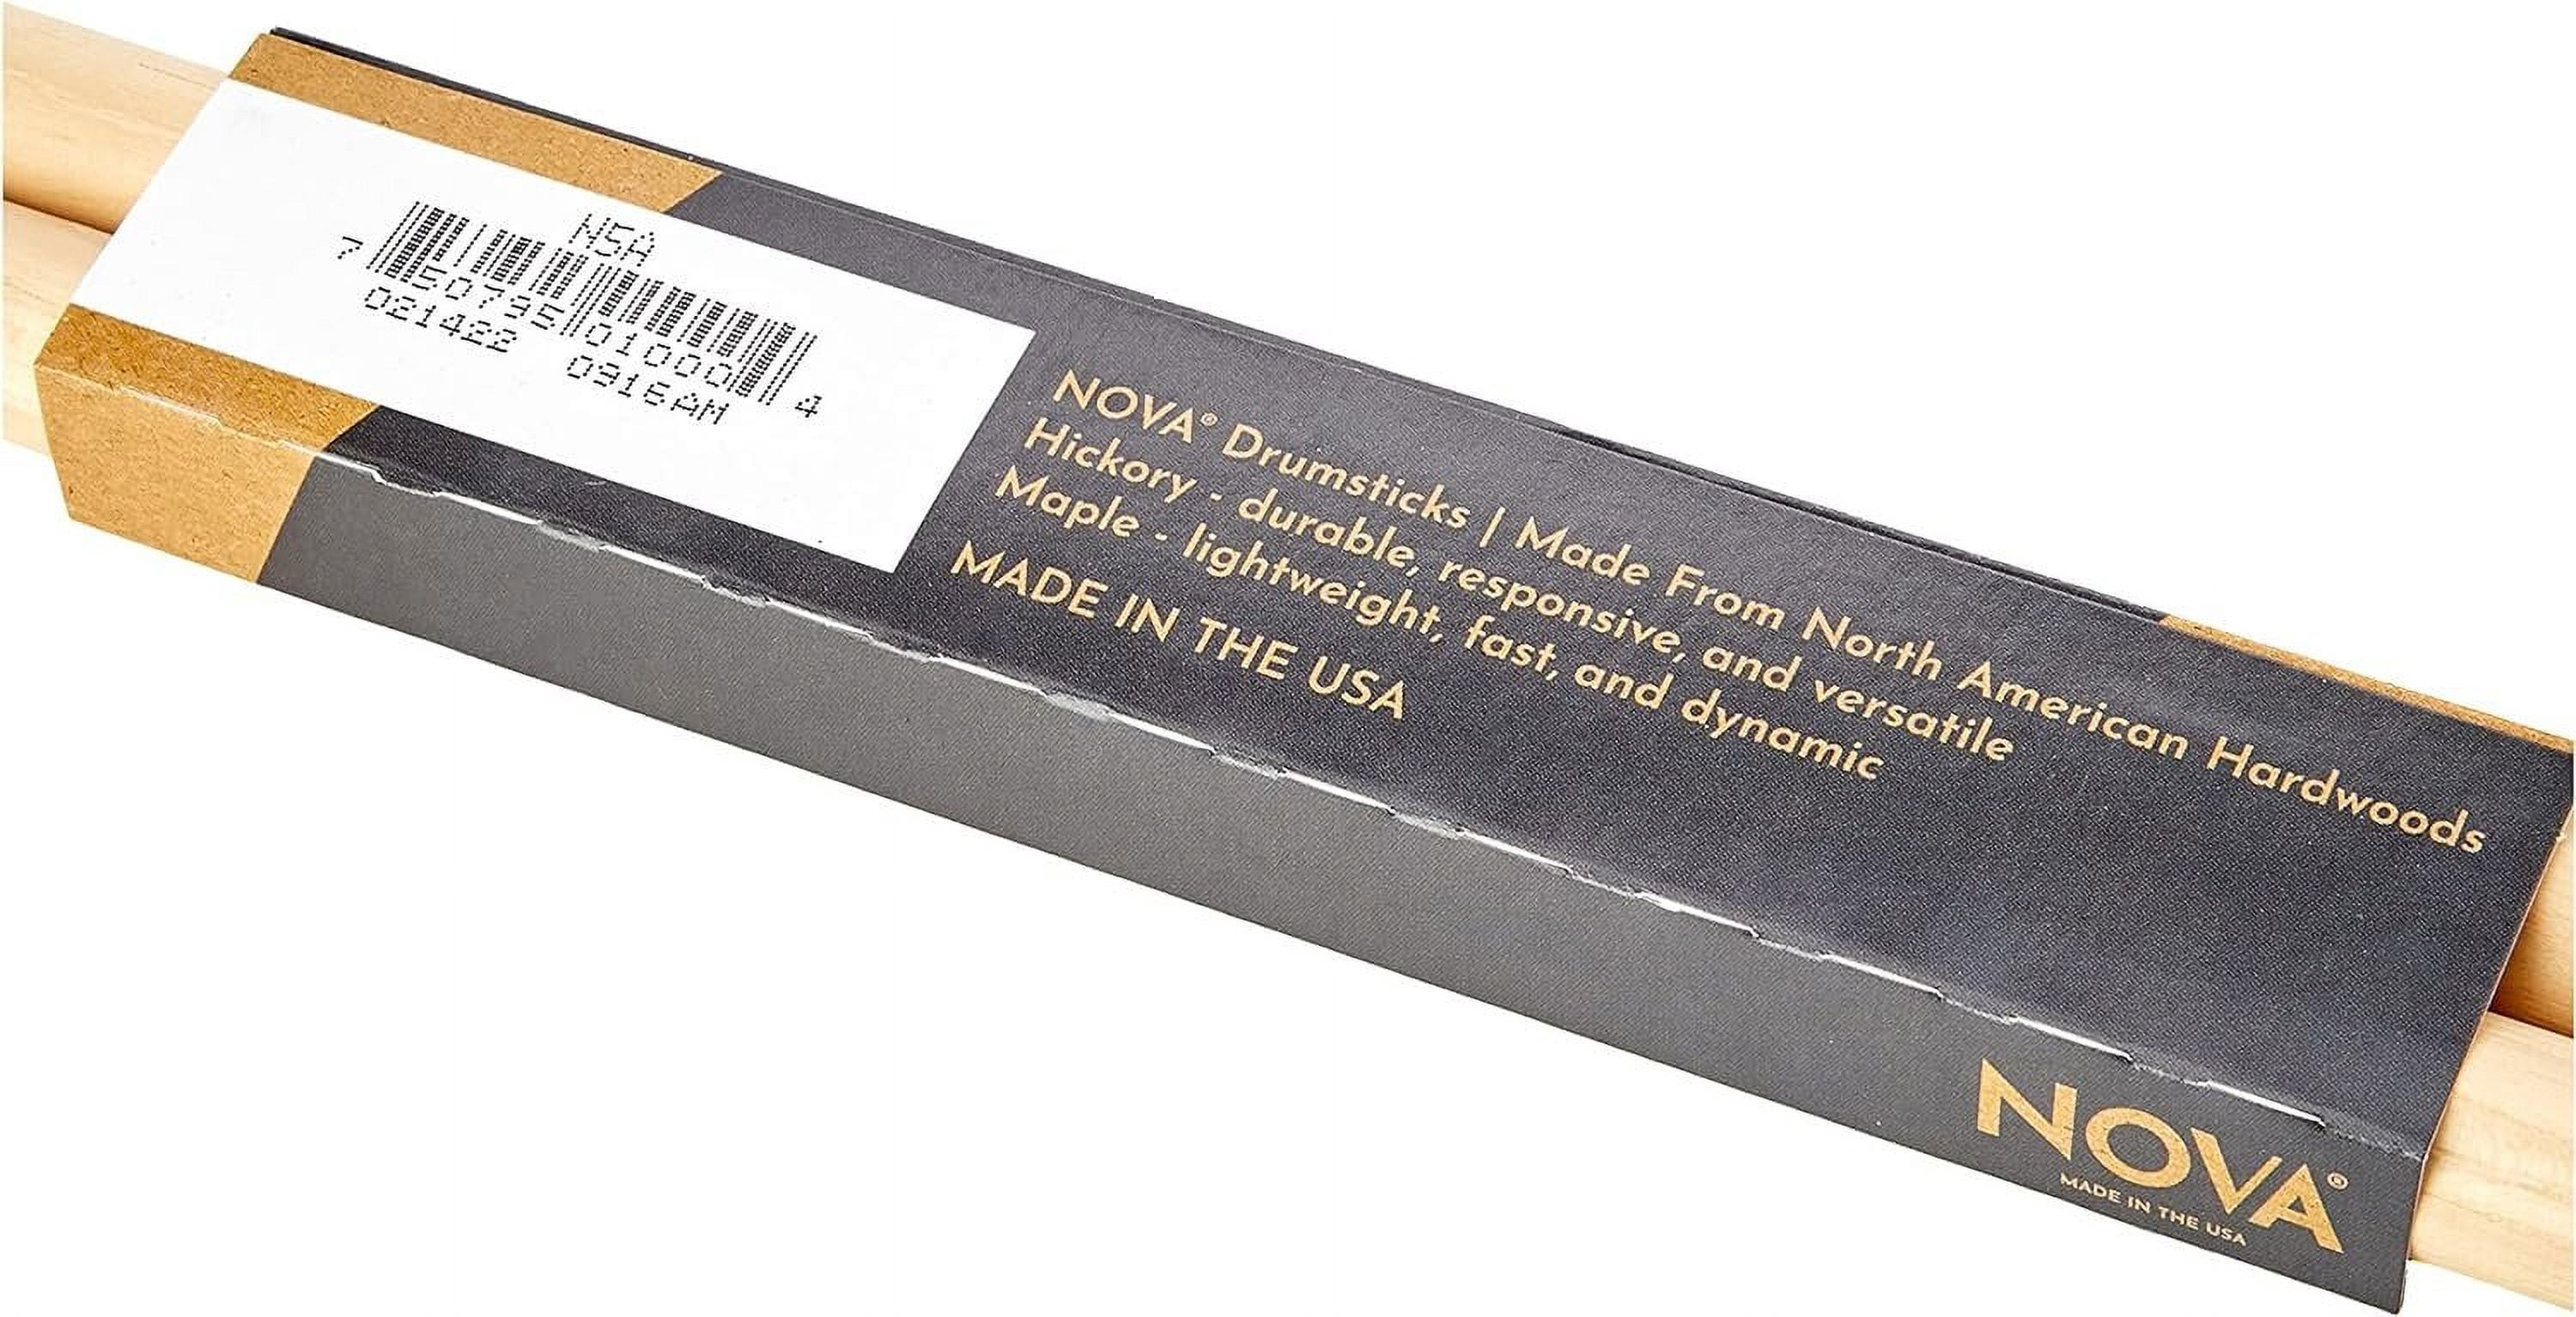 N5A
7 50795 01000 4
021422 0916AM
NOVA® Drumsticks | Made From North American Hardwoods
Hickory - durable, responsive, and versatile
Maple - lightweight, fast, and dynamic
MADE IN THE USA
NOVA®
MADE IN THE USA